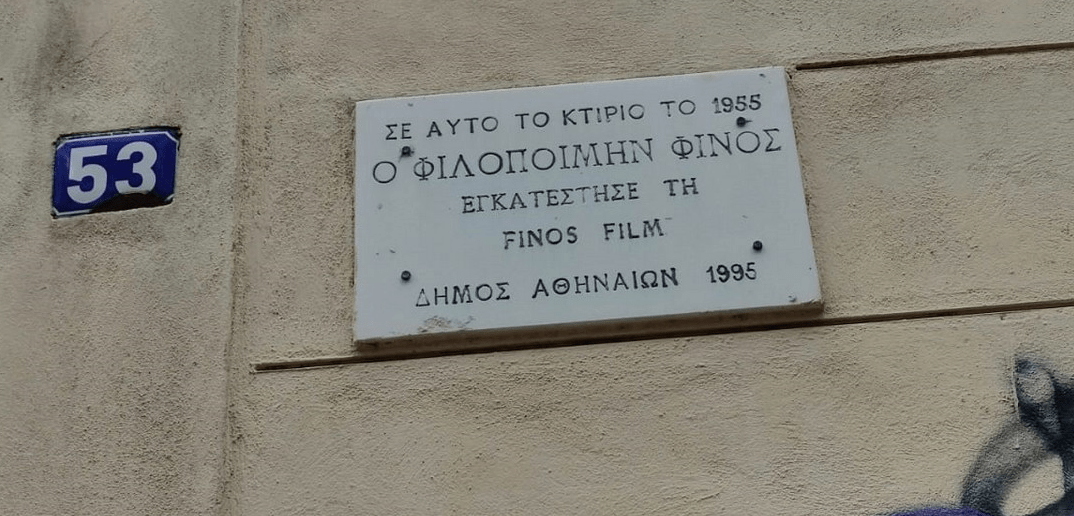 53
ΣΕ ΑΥΤΟ ΤΟ ΚΤΙΡΙΟ ΤΟ 1955
Ο ΦΙΛΟΠΟΙΜΗΝ ΦΙΝΟΣ
ΕΓΚΑΤΕΣΤΗΣΕ ΤΗ
FINOS FILM
ΔΗΜΟΣ ΑΘΗΝΑΙΩΝ 1995